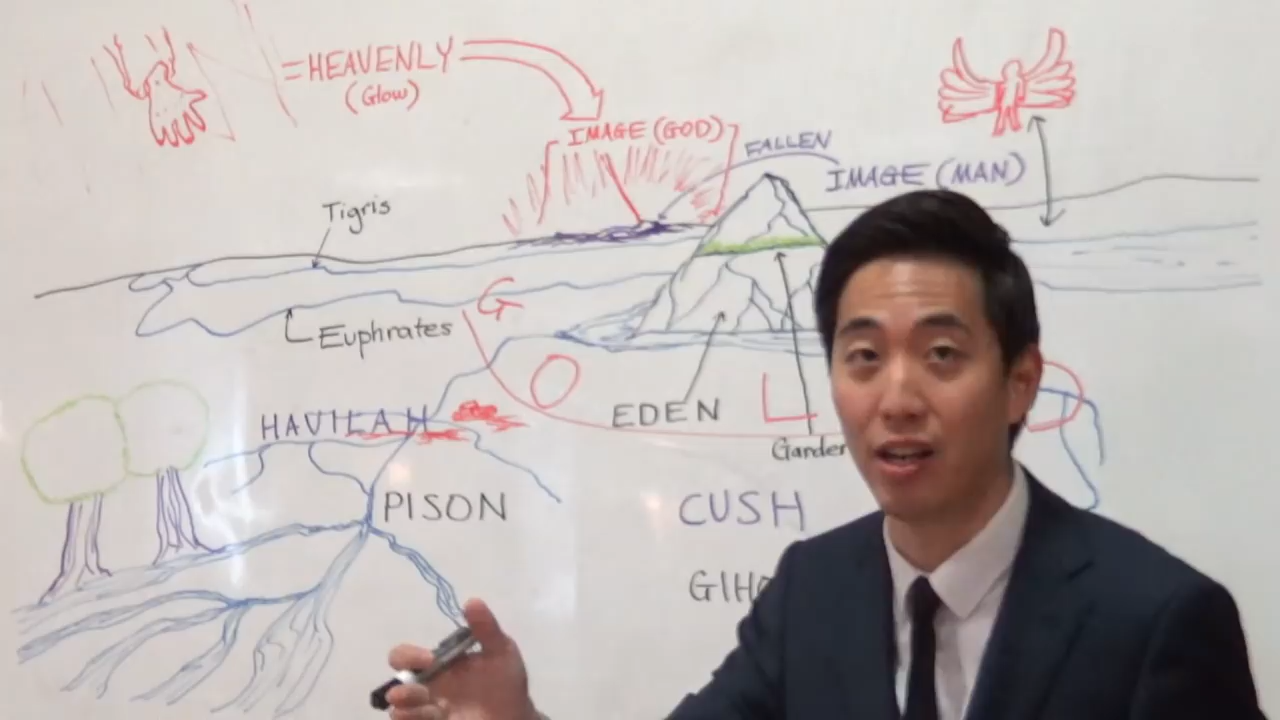 = HEAVENLY
(Glow)
IMAGE (GOD)
FALLEN
IMAGE (MAN)
Tigris
Euphrates
G
O
L
EDEN
HAVILAH
Garden
PISON
CUSH